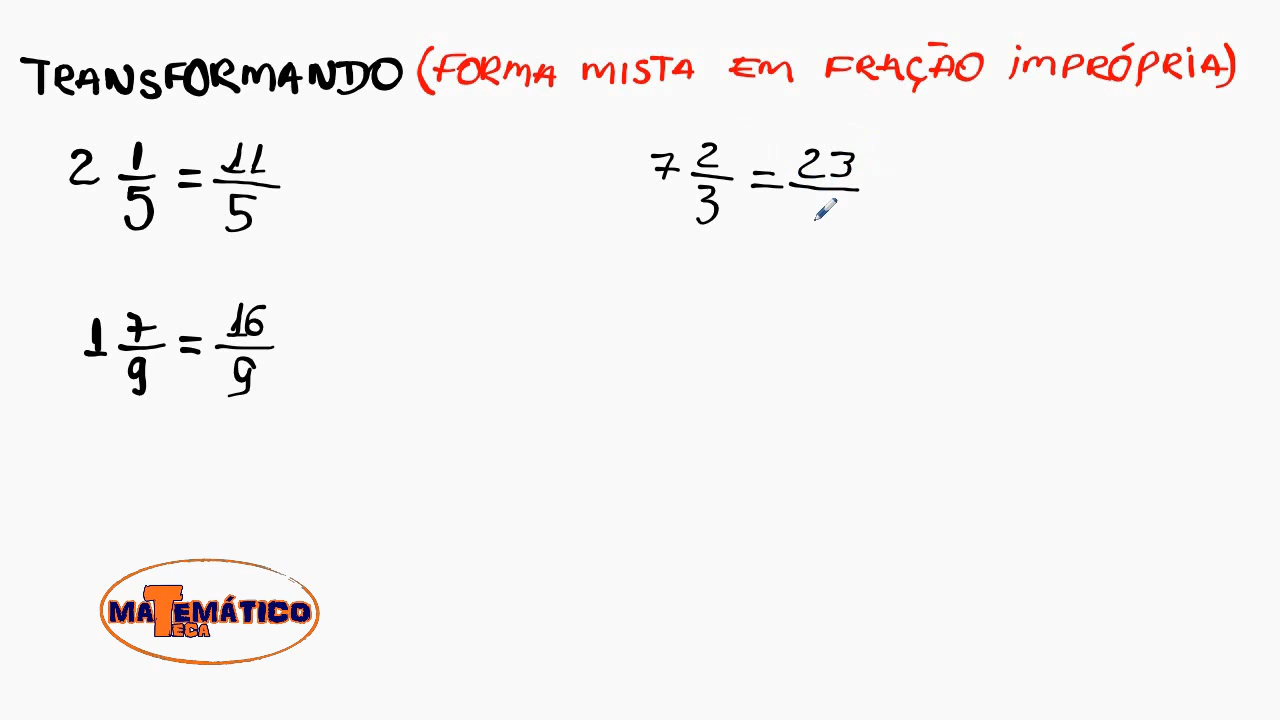 TRANSFORMANDO (FORMA MISTA EM FRAÇÃO IMPRÓPRIA)
2 1/5 = 11/5
7 2/3 = 23/
1 7/9 = 16/9
MATEMÁTICO
TECA